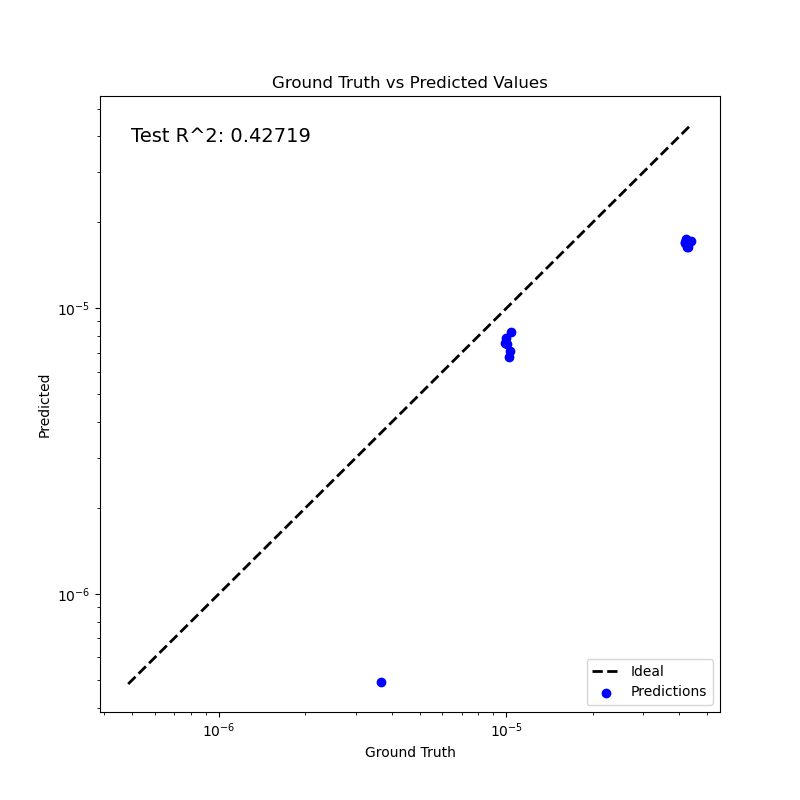 Ground Truth vs Predicted Values
Test R^2: 0.42719
Predicted
10⁻⁵
10⁻⁶
10⁻⁶
10⁻⁵
Ground Truth
Ideal
Predictions